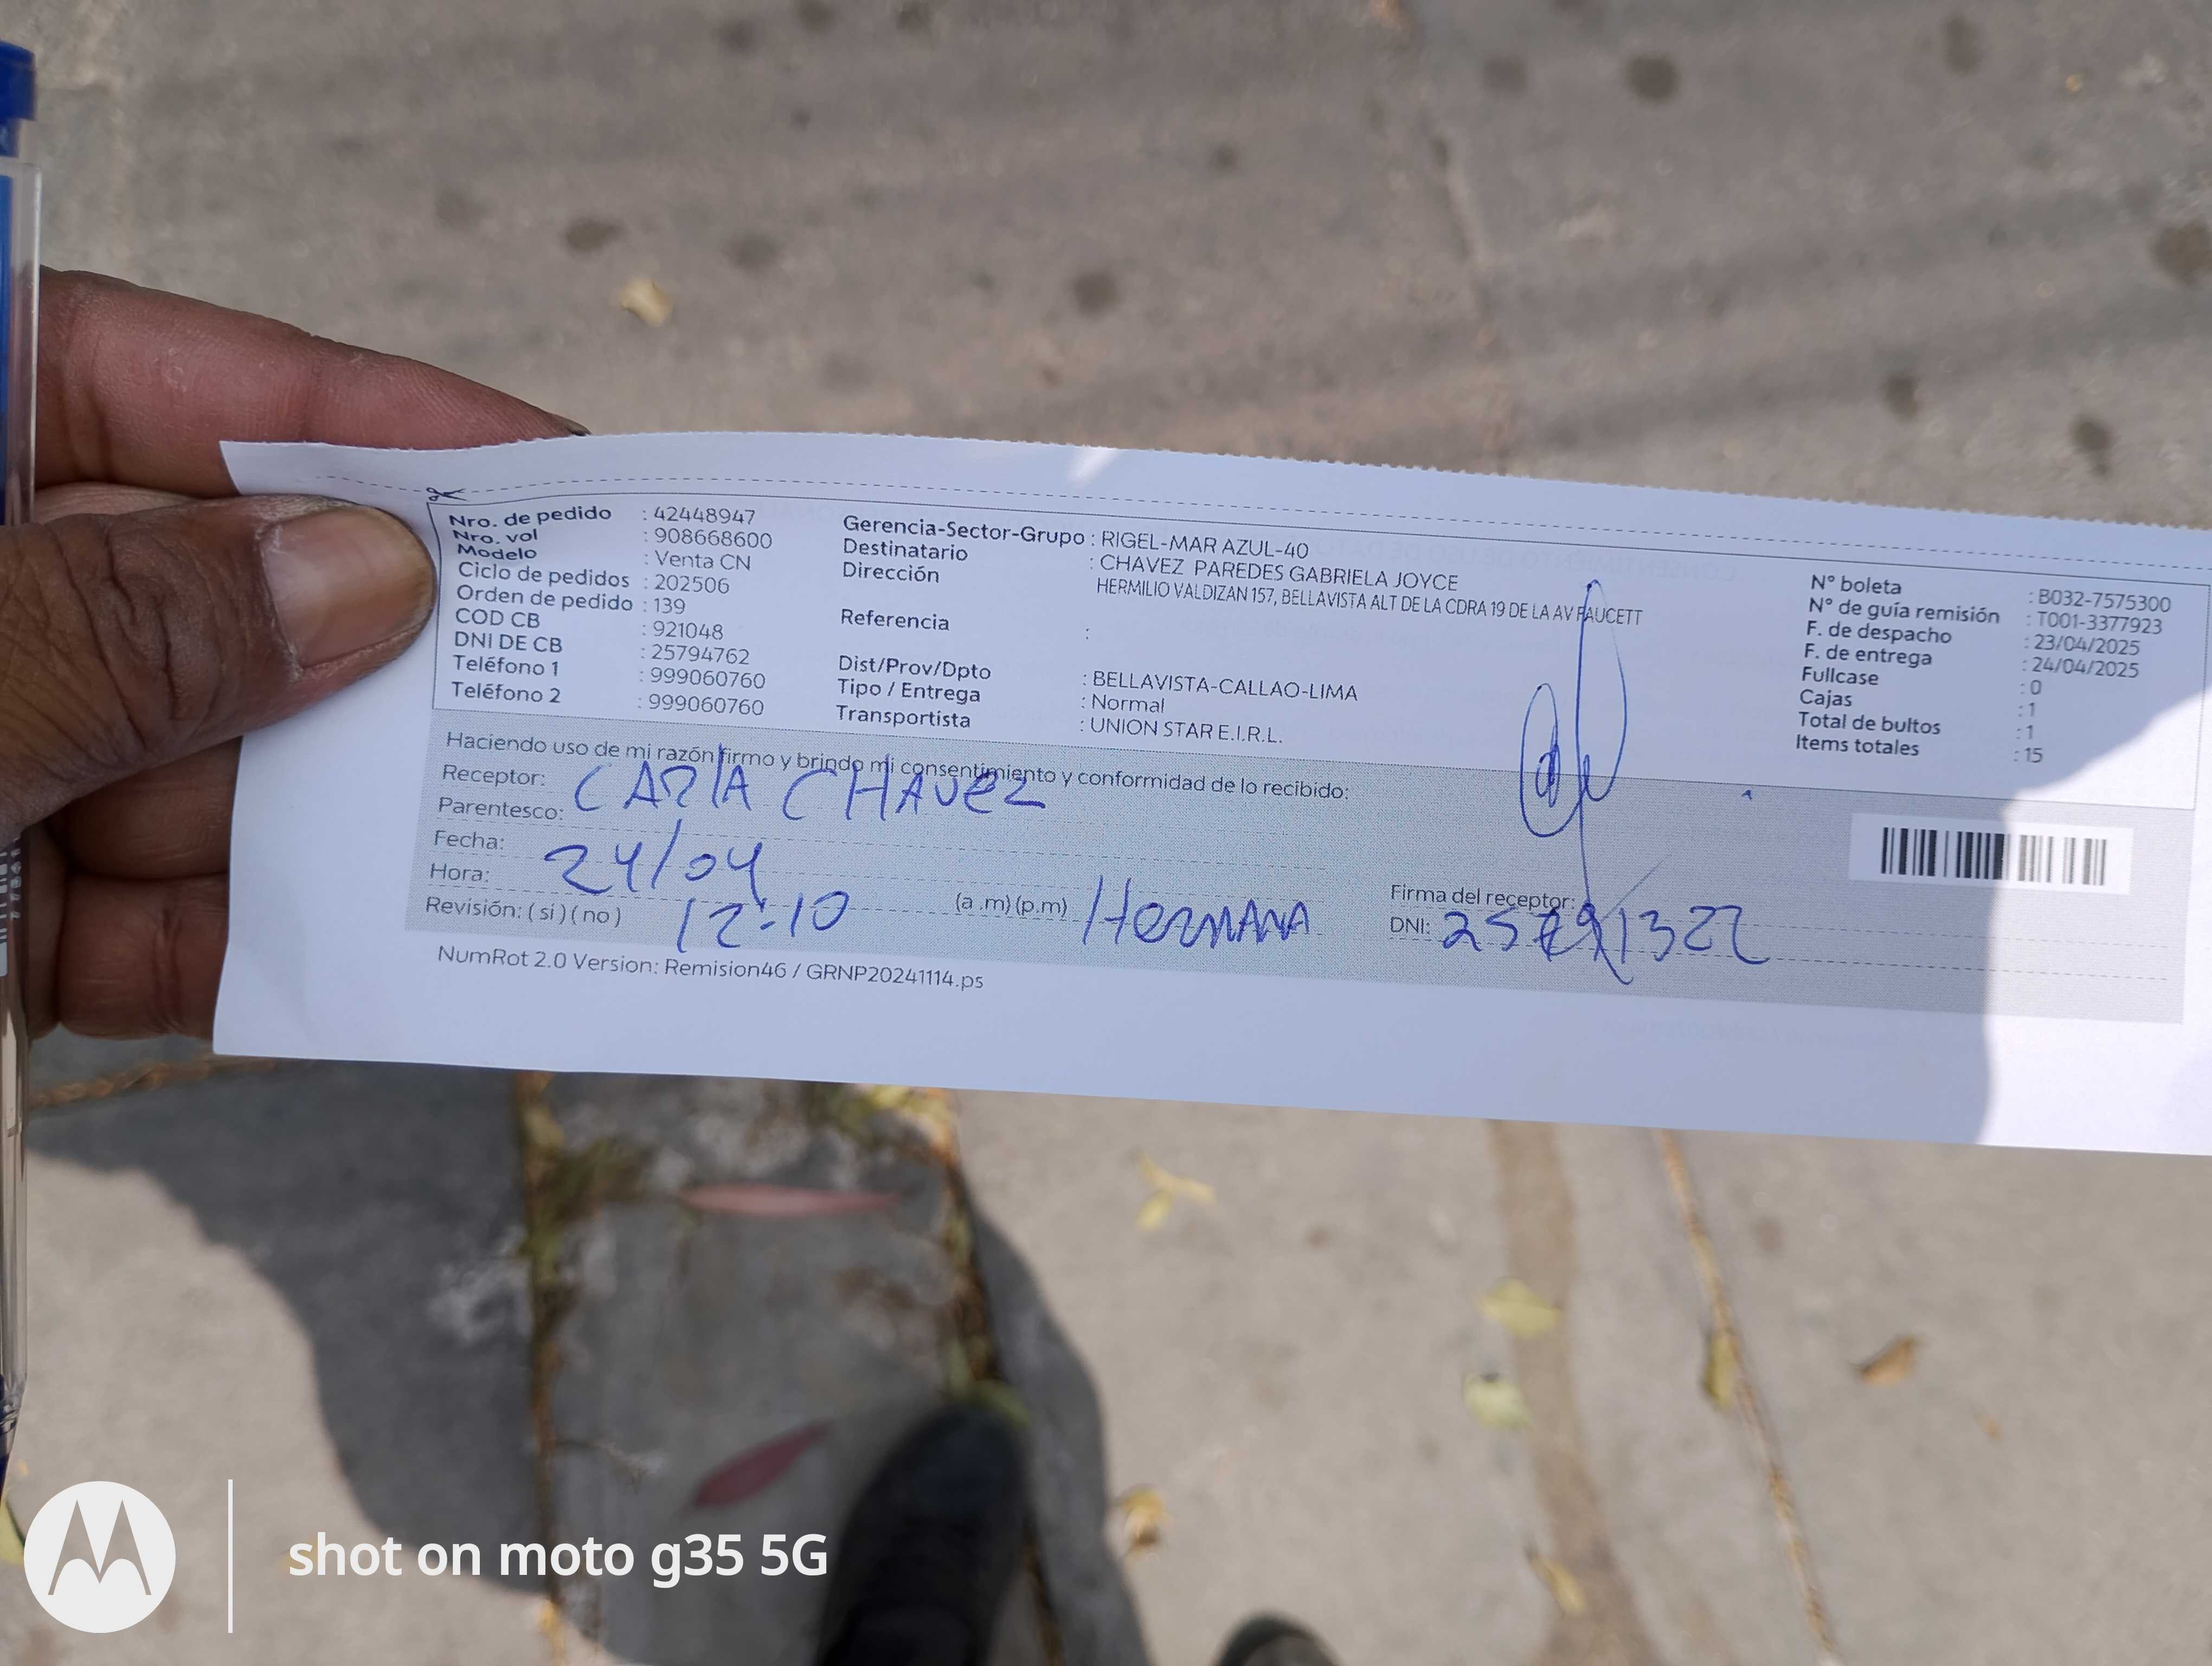 Nro. de pedido : 42448947
Nro. vol : 908668600
Modelo : Venta CN
Ciclo de pedidos : 202506
Orden de pedido : 139
COD CB : 921048
DNI DE CB : 25794762
Teléfono 1 : 999060760
Teléfono 2 : 999060760
Gerencia-Sector-Grupo : RIGEL-MAR AZUL-40
Destinatario : CHAVEZ PAREDES GABRIELA JOYCE
Dirección HERMILIO VALDIZAN 157, BELLAVISTA ALT DE LA CDRA 19 DE LA AV FAUCETT
Referencia :
Dist/Prov/Dpto : BELLAVISTA-CALLAO-LIMA
Tipo / Entrega : Normal
Transportista : UNION STAR E.I.R.L.
N° boleta : B032-7575300
N° de guía remisión : T001-3377923
F. de despacho : 23/04/2025
F. de entrega : 24/04/2025
Fullcase : 0
Cajas : 1
Total de bultos : 1
Items totales : 15
Haciendo uso de mi razón firmo y brindo mi consentimiento y conformidad de lo recibido:
Receptor: CARLA CHAVEZ
Parentesco:
Fecha: 24/04
Hora: 12:10 (a .m) (p.m) HERMANA
Revisión: ( si ) ( no )
Firma del receptor:
DNI:
NumRot 2.0 Version: Remision46 / GRNP20241114.ps
shot on moto g35 5G